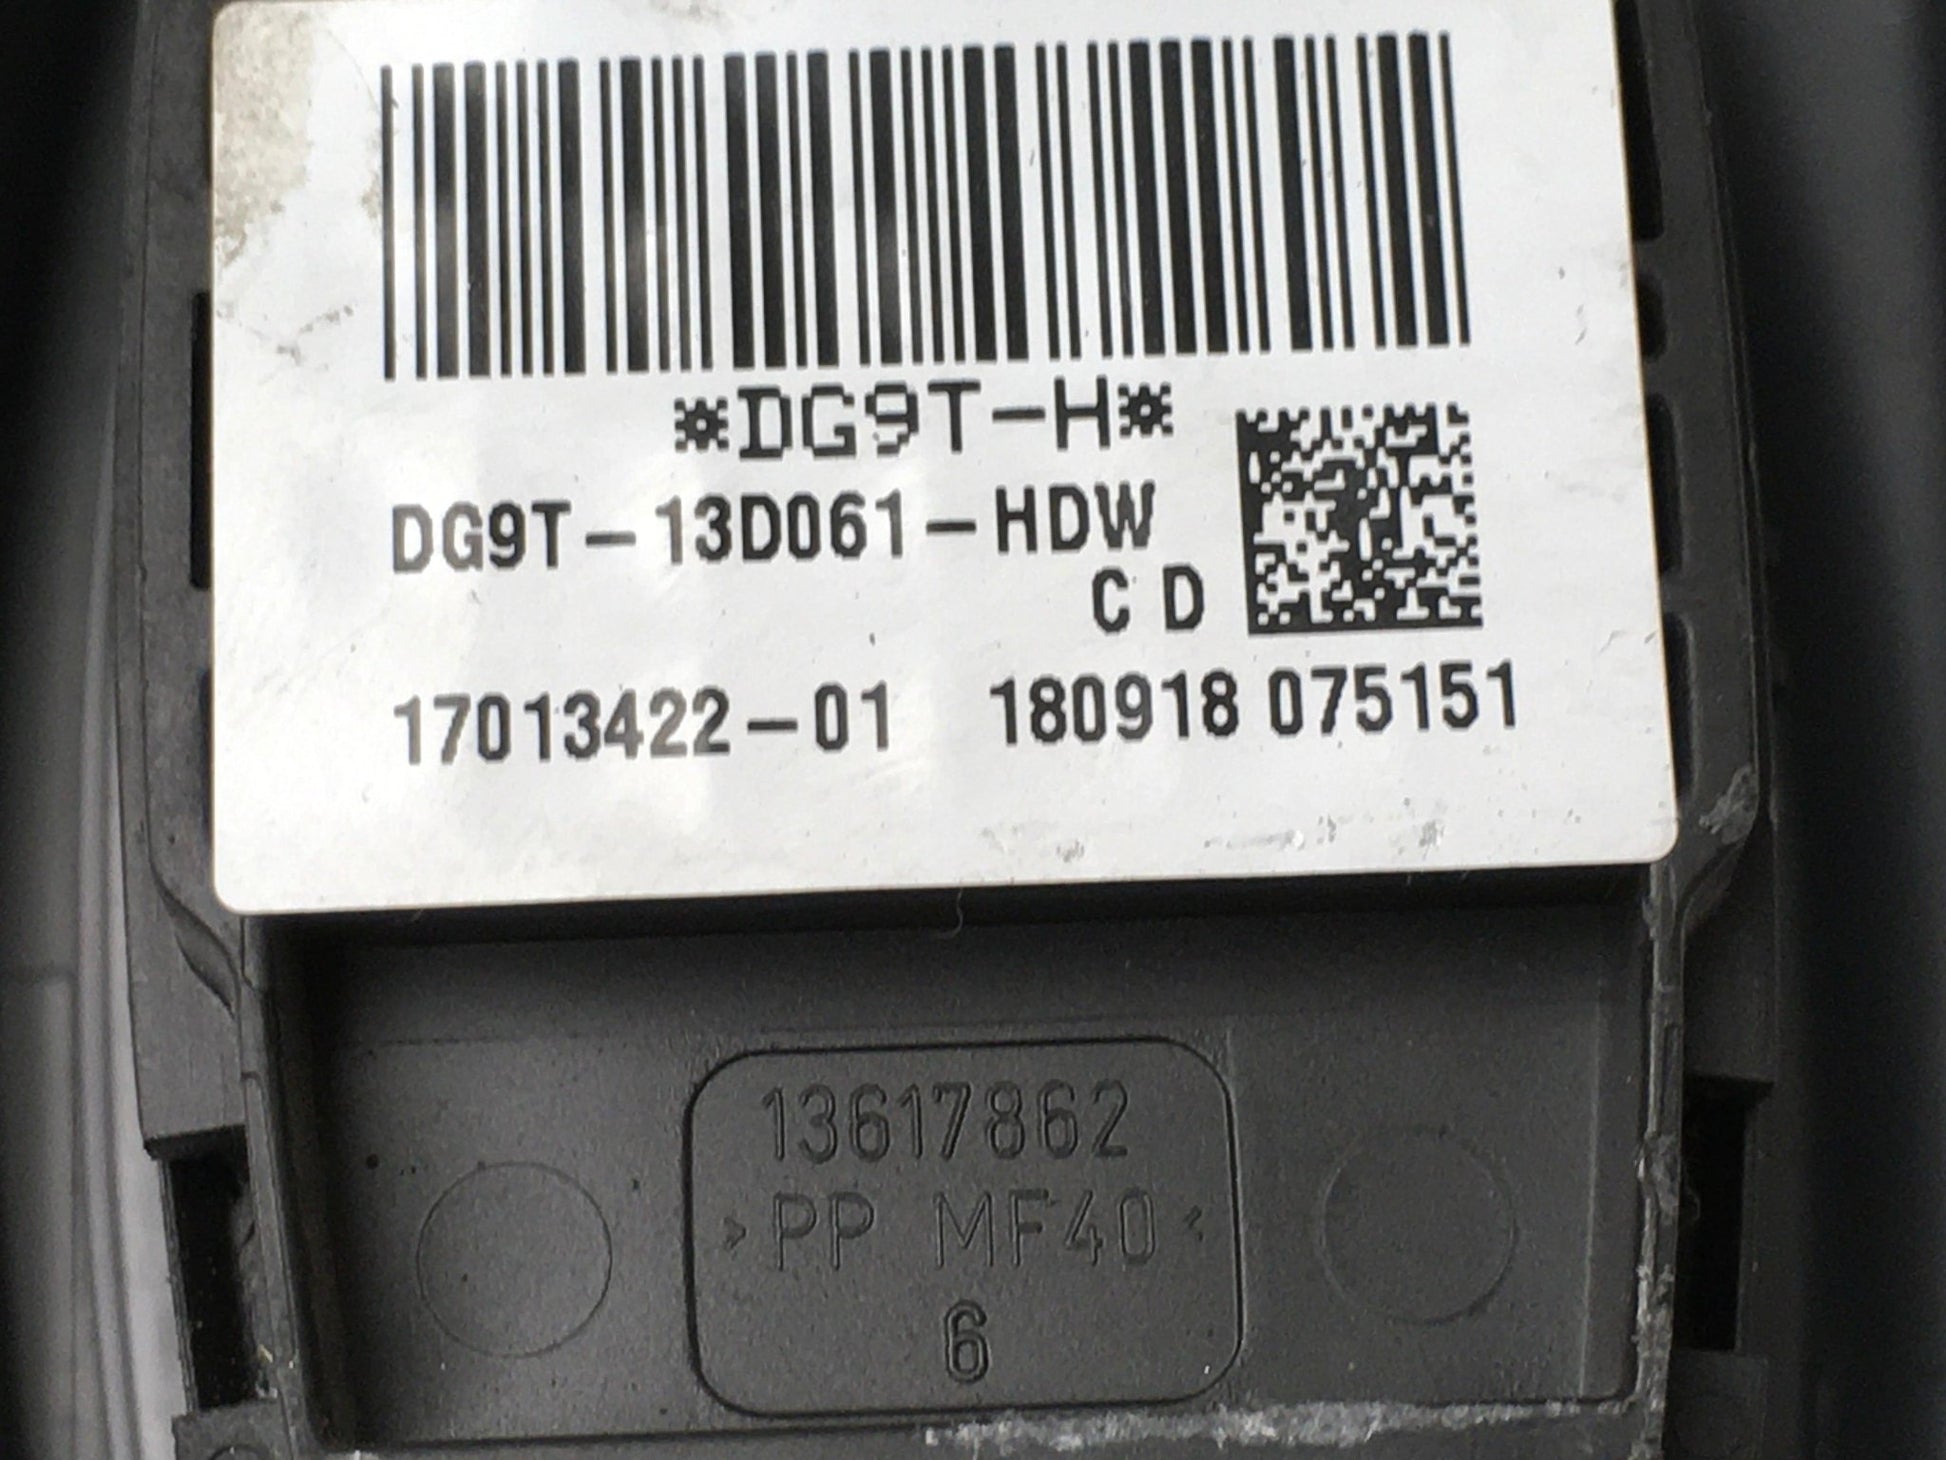 *DG9T-H*
DG9T-13D061-HDW
C D
17013422-01 180918 075151
13617862
>PP MF40<
6